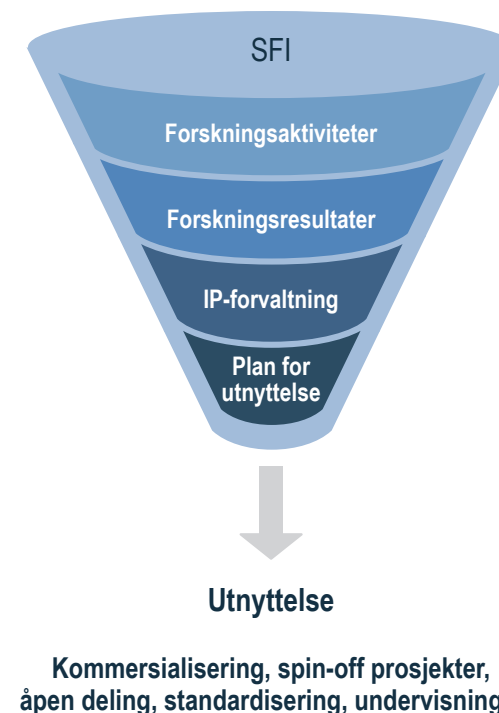 SFI
Forskningsaktiviteter
Forskningsresultater
IP-forvaltning
Plan for
utnyttelse
Utnyttelse
Kommersialisering, spin-off prosjekter,
åpen deling, standardisering, undervisning